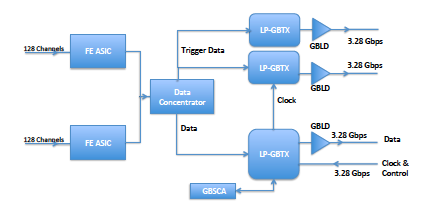 LP-GBTX
GBLD
3.28 Gbps
128 Channels
FE ASIC
Trigger Data
LP-GBTX
GBLD
3.28 Gbps
Data
Concentrator
Clock
128 Channels
FE ASIC
Data
LP-GBTX
GBLD
3.28 Gbps
Data
Clock &
Control
3.28 Gbps
GBSCA